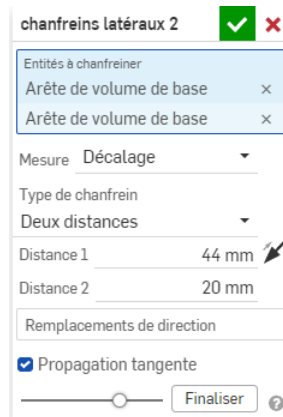 chanfreins latéraux 2
Entités à chanfreiner
Arête de volume de base
Arête de volume de base
Mesure Décalage
Type de chanfrein
Deux distances
Distance 1 44 mm
Distance 2 20 mm
Remplacements de direction
Propagation tangente
Finaliser